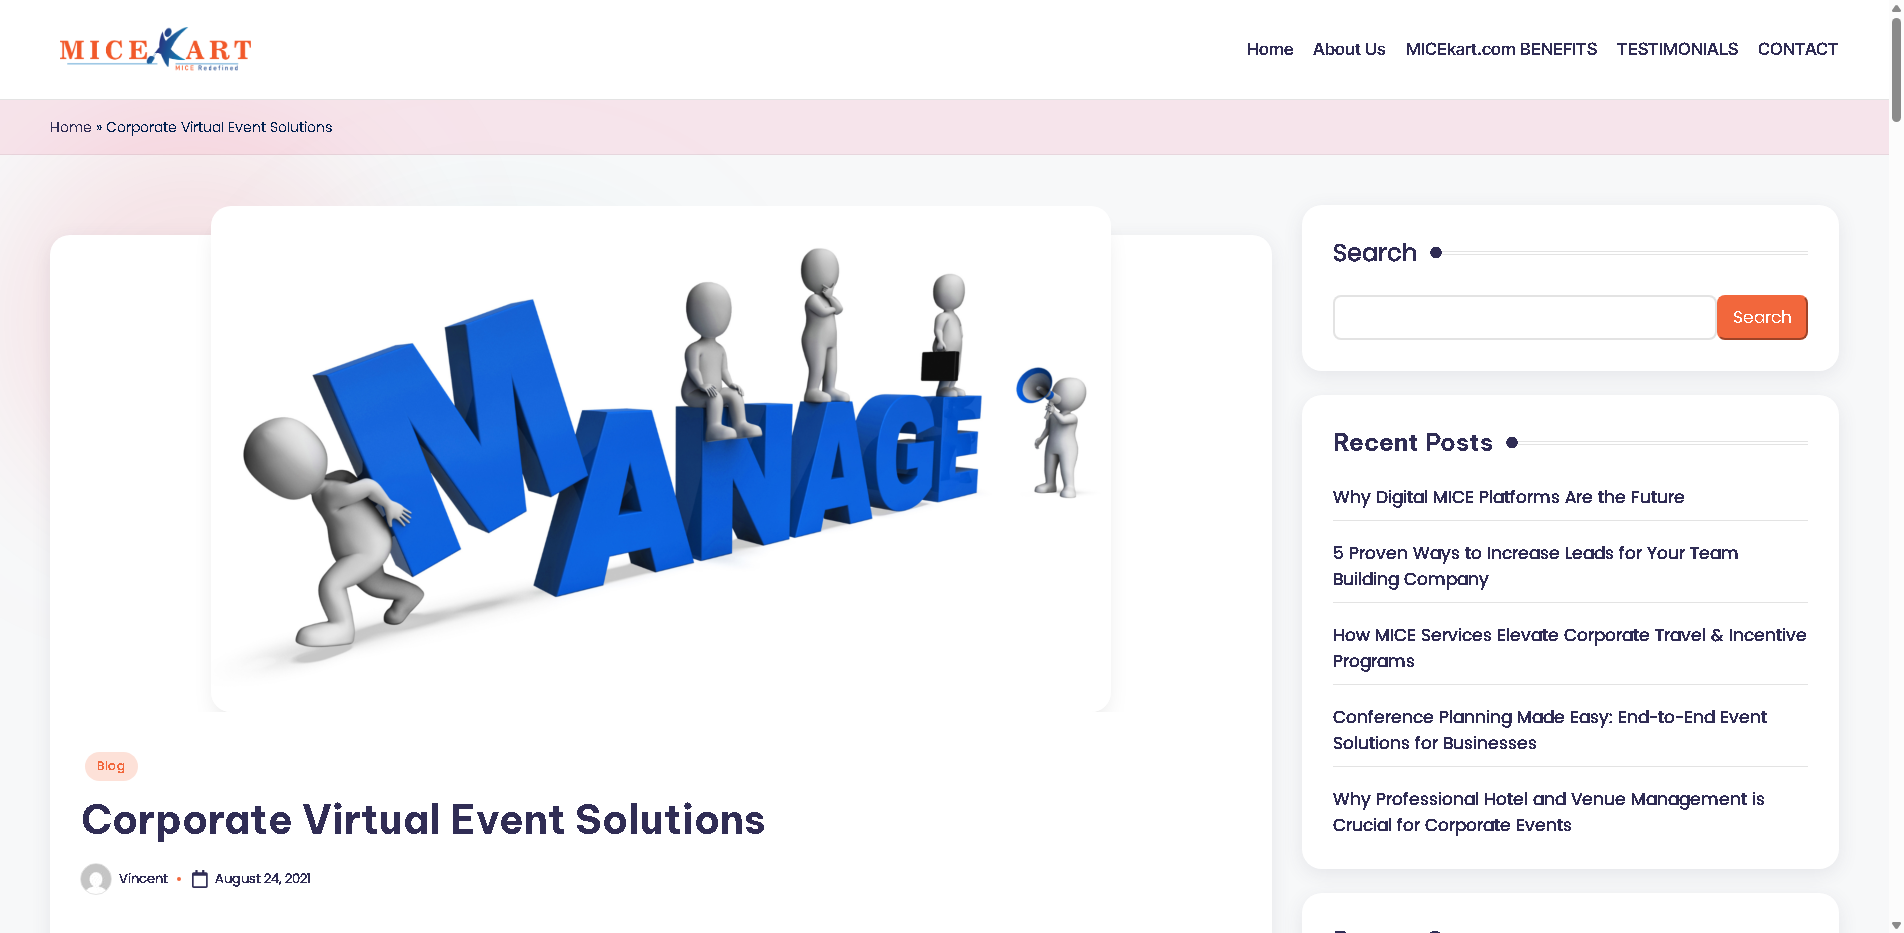 MICEKART
MICE Redefined
Home
About Us
MICEkart.com BENEFITS
TESTIMONIALS
CONTACT
Home » Corporate Virtual Event Solutions
MANAGE
Blog
Corporate Virtual Event Solutions
Vincent • August 24, 2021
Search
Search
Recent Posts
Why Digital MICE Platforms Are the Future
5 Proven Ways to Increase Leads for Your Team
Building Company
How MICE Services Elevate Corporate Travel & Incentive
Programs
Conference Planning Made Easy: End-to-End Event
Solutions for Businesses
Why Professional Hotel and Venue Management is
Crucial for Corporate Events